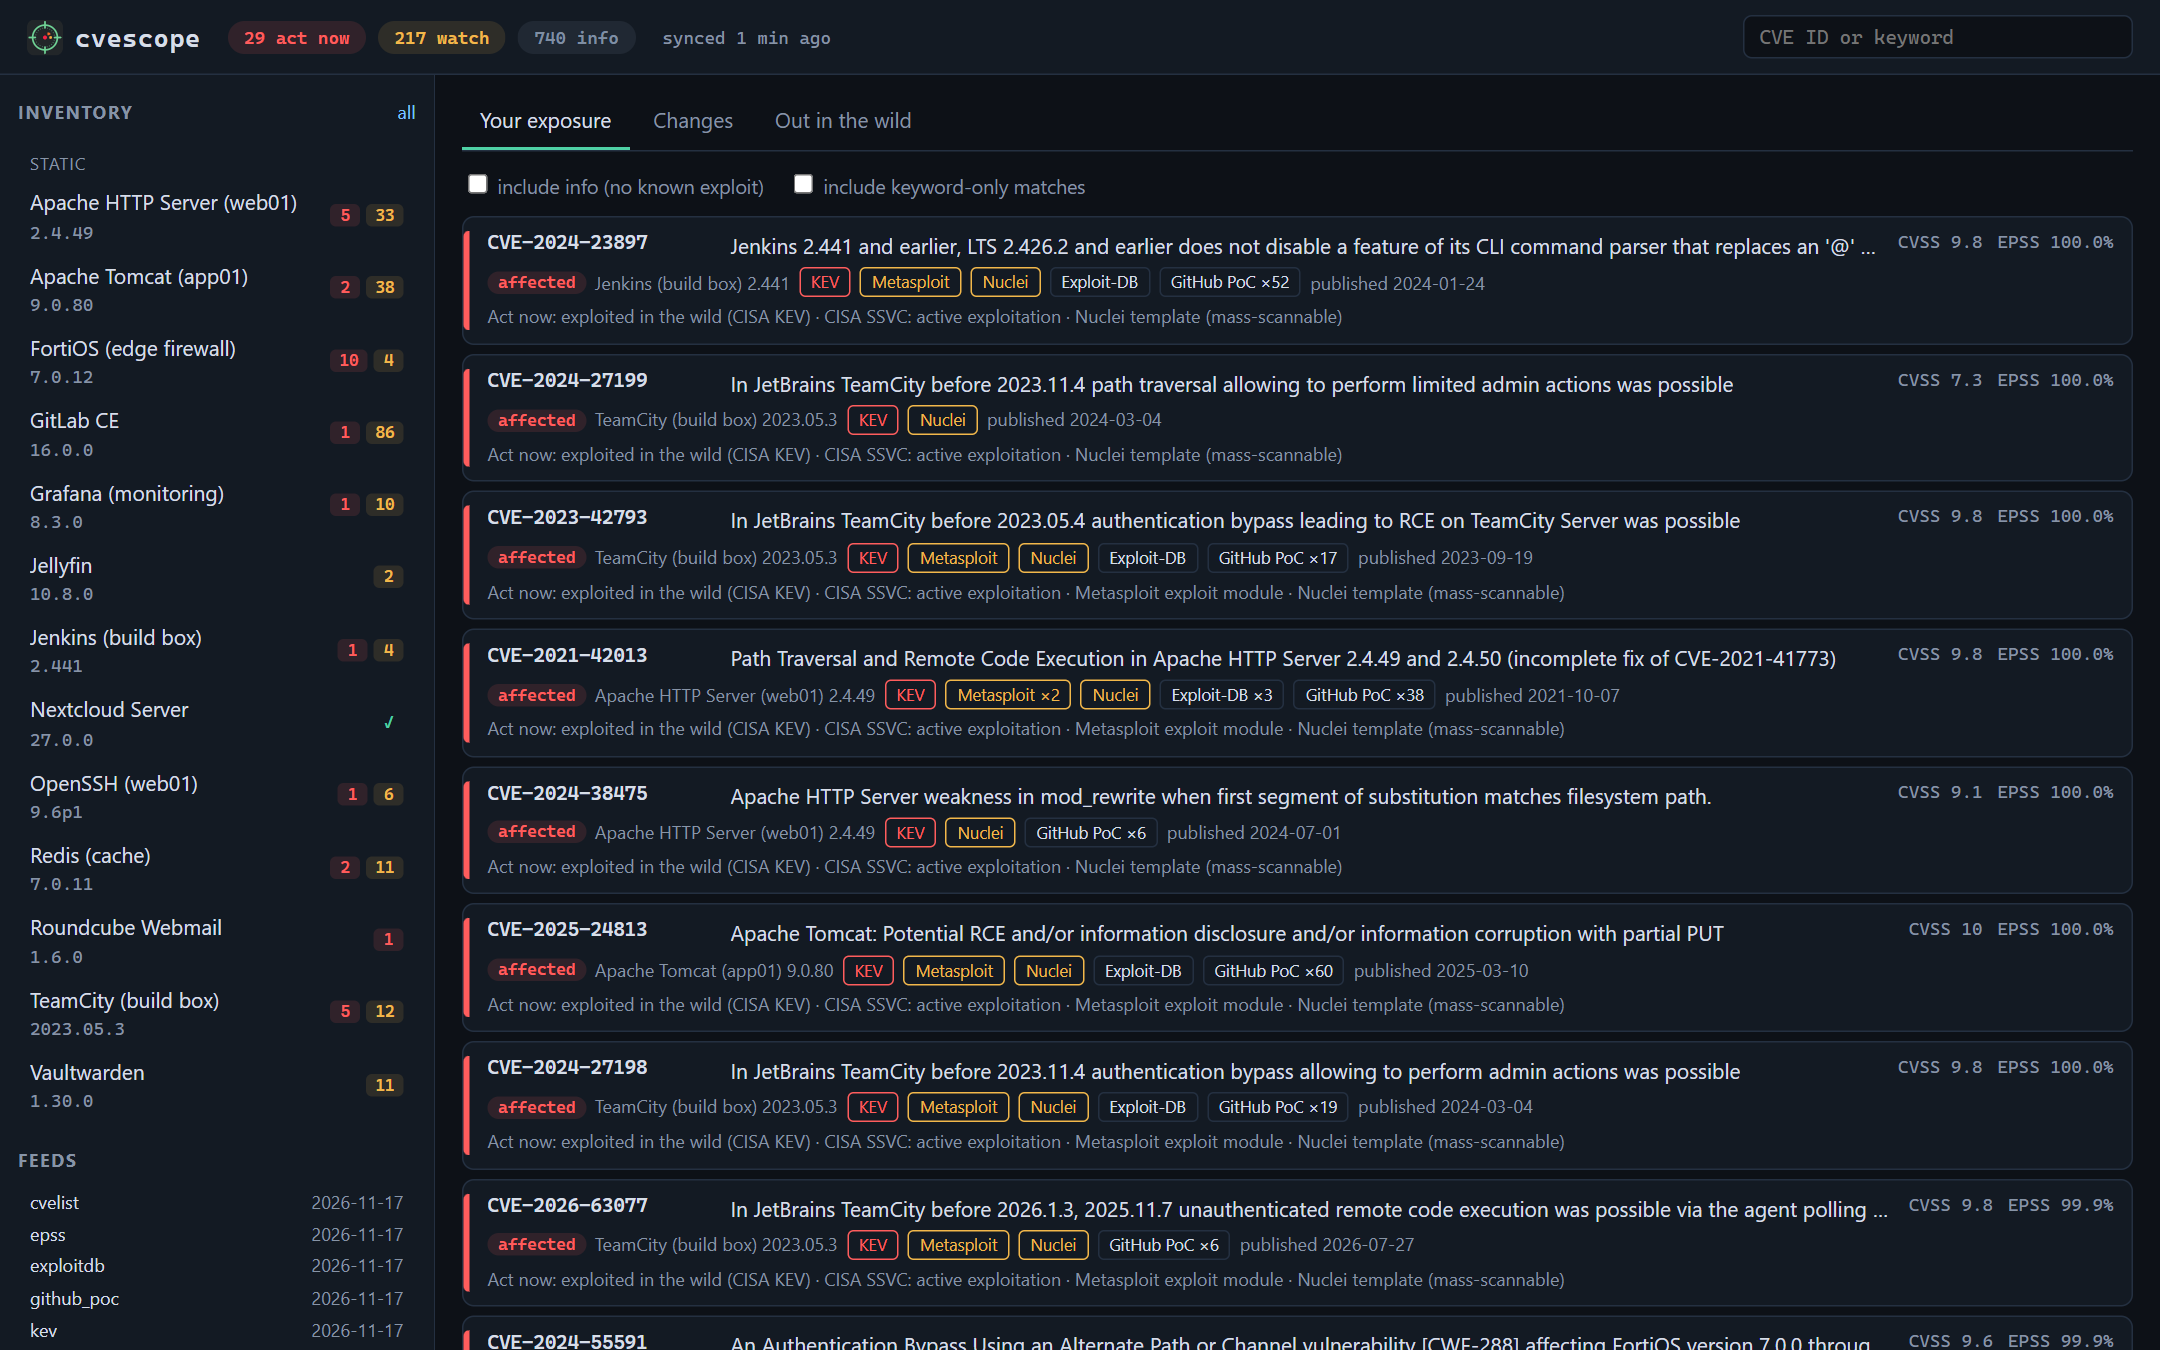 cvescope
29 act now
217 watch
740 info
synced 1 min ago
CVE ID or keyword
INVENTORY
all
STATIC
Apache HTTP Server (web01)
2.4.49
5 33
Apache Tomcat (app01)
9.0.80
2 38
FortiOS (edge firewall)
7.0.12
10 4
GitLab CE
16.0.0
1 86
Grafana (monitoring)
8.3.0
1 10
Jellyfin
10.8.0
2
Jenkins (build box)
2.441
1 4
Nextcloud Server
27.0.0
✓
OpenSSH (web01)
9.6p1
1 6
Redis (cache)
7.0.11
2 11
Roundcube Webmail
1.6.0
1
TeamCity (build box)
2023.05.3
5 12
Vaultwarden
1.30.0
11
FEEDS
cvelist 2026-11-17
epss 2026-11-17
exploitdb 2026-11-17
github_poc 2026-11-17
kev 2026-11-17
Your exposure
Changes
Out in the wild
include info (no known exploit)
include keyword-only matches
CVE-2024-23897 Jenkins 2.441 and earlier, LTS 2.426.2 and earlier does not disable a feature of its CLI command parser that replaces an '@' ... CVSS 9.8 EPSS 100.0%
affected Jenkins (build box) 2.441 KEV Metasploit Nuclei Exploit-DB GitHub PoC ×52 published 2024-01-24
Act now: exploited in the wild (CISA KEV) · CISA SSVC: active exploitation · Nuclei template (mass-scannable)
CVE-2024-27199 In JetBrains TeamCity before 2023.11.4 path traversal allowing to perform limited admin actions was possible CVSS 7.3 EPSS 100.0%
affected TeamCity (build box) 2023.05.3 KEV Nuclei published 2024-03-04
Act now: exploited in the wild (CISA KEV) · CISA SSVC: active exploitation · Nuclei template (mass-scannable)
CVE-2023-42793 In JetBrains TeamCity before 2023.05.4 authentication bypass leading to RCE on TeamCity Server was possible CVSS 9.8 EPSS 100.0%
affected TeamCity (build box) 2023.05.3 KEV Metasploit Nuclei Exploit-DB GitHub PoC ×17 published 2023-09-19
Act now: exploited in the wild (CISA KEV) · CISA SSVC: active exploitation · Metasploit exploit module · Nuclei template (mass-scannable)
CVE-2021-42013 Path Traversal and Remote Code Execution in Apache HTTP Server 2.4.49 and 2.4.50 (incomplete fix of CVE-2021-41773) CVSS 9.8 EPSS 100.0%
affected Apache HTTP Server (web01) 2.4.49 KEV Metasploit ×2 Nuclei Exploit-DB ×3 GitHub PoC ×38 published 2021-10-07
Act now: exploited in the wild (CISA KEV) · CISA SSVC: active exploitation · Metasploit exploit module · Nuclei template (mass-scannable)
CVE-2024-38475 Apache HTTP Server weakness in mod_rewrite when first segment of substitution matches filesystem path. CVSS 9.1 EPSS 100.0%
affected Apache HTTP Server (web01) 2.4.49 KEV Nuclei GitHub PoC ×6 published 2024-07-01
Act now: exploited in the wild (CISA KEV) · CISA SSVC: active exploitation · Nuclei template (mass-scannable)
CVE-2025-24813 Apache Tomcat: Potential RCE and/or information disclosure and/or information corruption with partial PUT CVSS 10 EPSS 100.0%
affected Apache Tomcat (app01) 9.0.80 KEV Metasploit Nuclei Exploit-DB GitHub PoC ×60 published 2025-03-10
Act now: exploited in the wild (CISA KEV) · CISA SSVC: active exploitation · Metasploit exploit module · Nuclei template (mass-scannable)
CVE-2024-27198 In JetBrains TeamCity before 2023.11.4 authentication bypass allowing to perform admin actions was possible CVSS 9.8 EPSS 100.0%
affected TeamCity (build box) 2023.05.3 KEV Metasploit Nuclei Exploit-DB GitHub PoC ×19 published 2024-03-04
Act now: exploited in the wild (CISA KEV) · CISA SSVC: active exploitation · Metasploit exploit module · Nuclei template (mass-scannable)
CVE-2026-63077 In JetBrains TeamCity before 2026.1.3, 2025.11.7 unauthenticated remote code execution was possible via the agent polling ... CVSS 9.8 EPSS 99.9%
affected TeamCity (build box) 2023.05.3 KEV Metasploit Nuclei GitHub PoC ×6 published 2026-07-27
Act now: exploited in the wild (CISA KEV) · CISA SSVC: active exploitation · Metasploit exploit module · Nuclei template (mass-scannable)
CVE-2024-55591 An Authentication Bypass Using an Alternate Path or Channel vulnerability [CWE-288] affecting FortiOS version 7.0.0 throug... CVSS 9.6 EPSS 99.9%